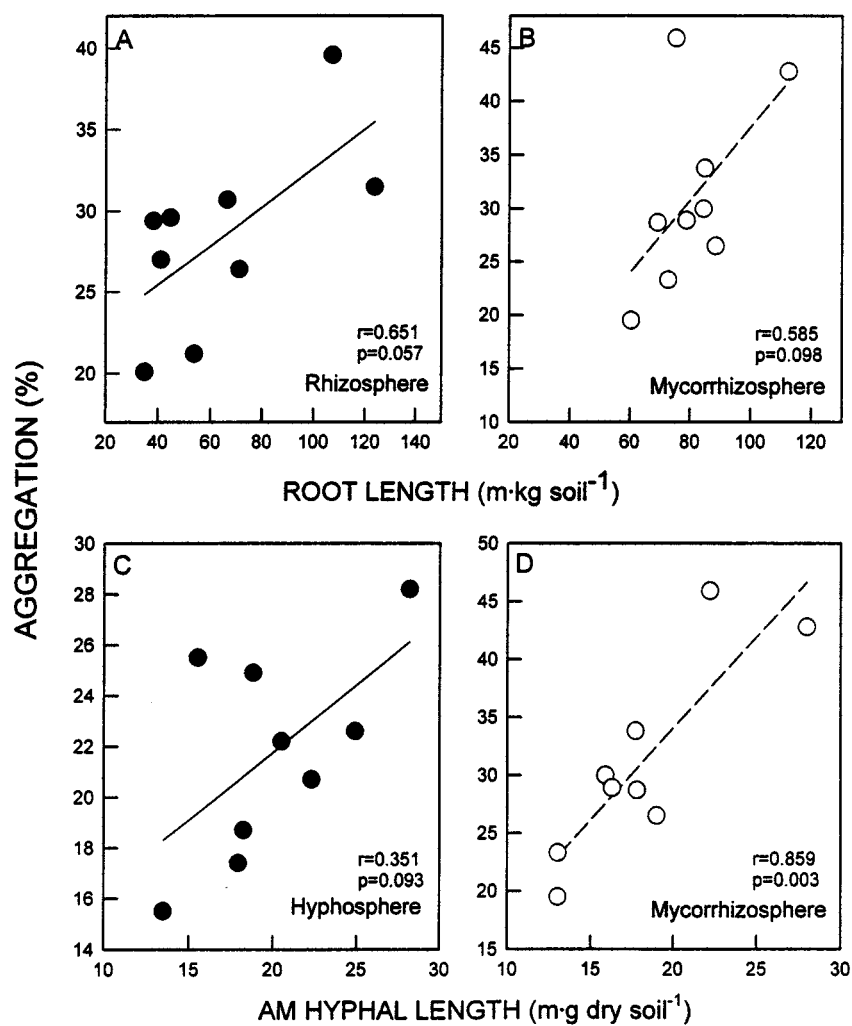 A
40
35
30
25
20
r=0.651
p=0.057
Rhizosphere
20 40 60 80 100 120 140
B
45
40
35
30
25
20
15
10
r=0.585
p=0.098
Mycorrhizosphere
20 40 60 80 100 120
ROOT LENGTH (m·kg soil⁻¹)
AGGREGATION (%)
C
30
28
26
24
22
20
18
16
14
r=0.351
p=0.093
Hyphosphere
10 15 20 25 30
D
50
45
40
35
30
25
20
15
r=0.859
p=0.003
Mycorrhizosphere
10 15 20 25 30
AM HYPHAL LENGTH (m·g dry soil⁻¹)